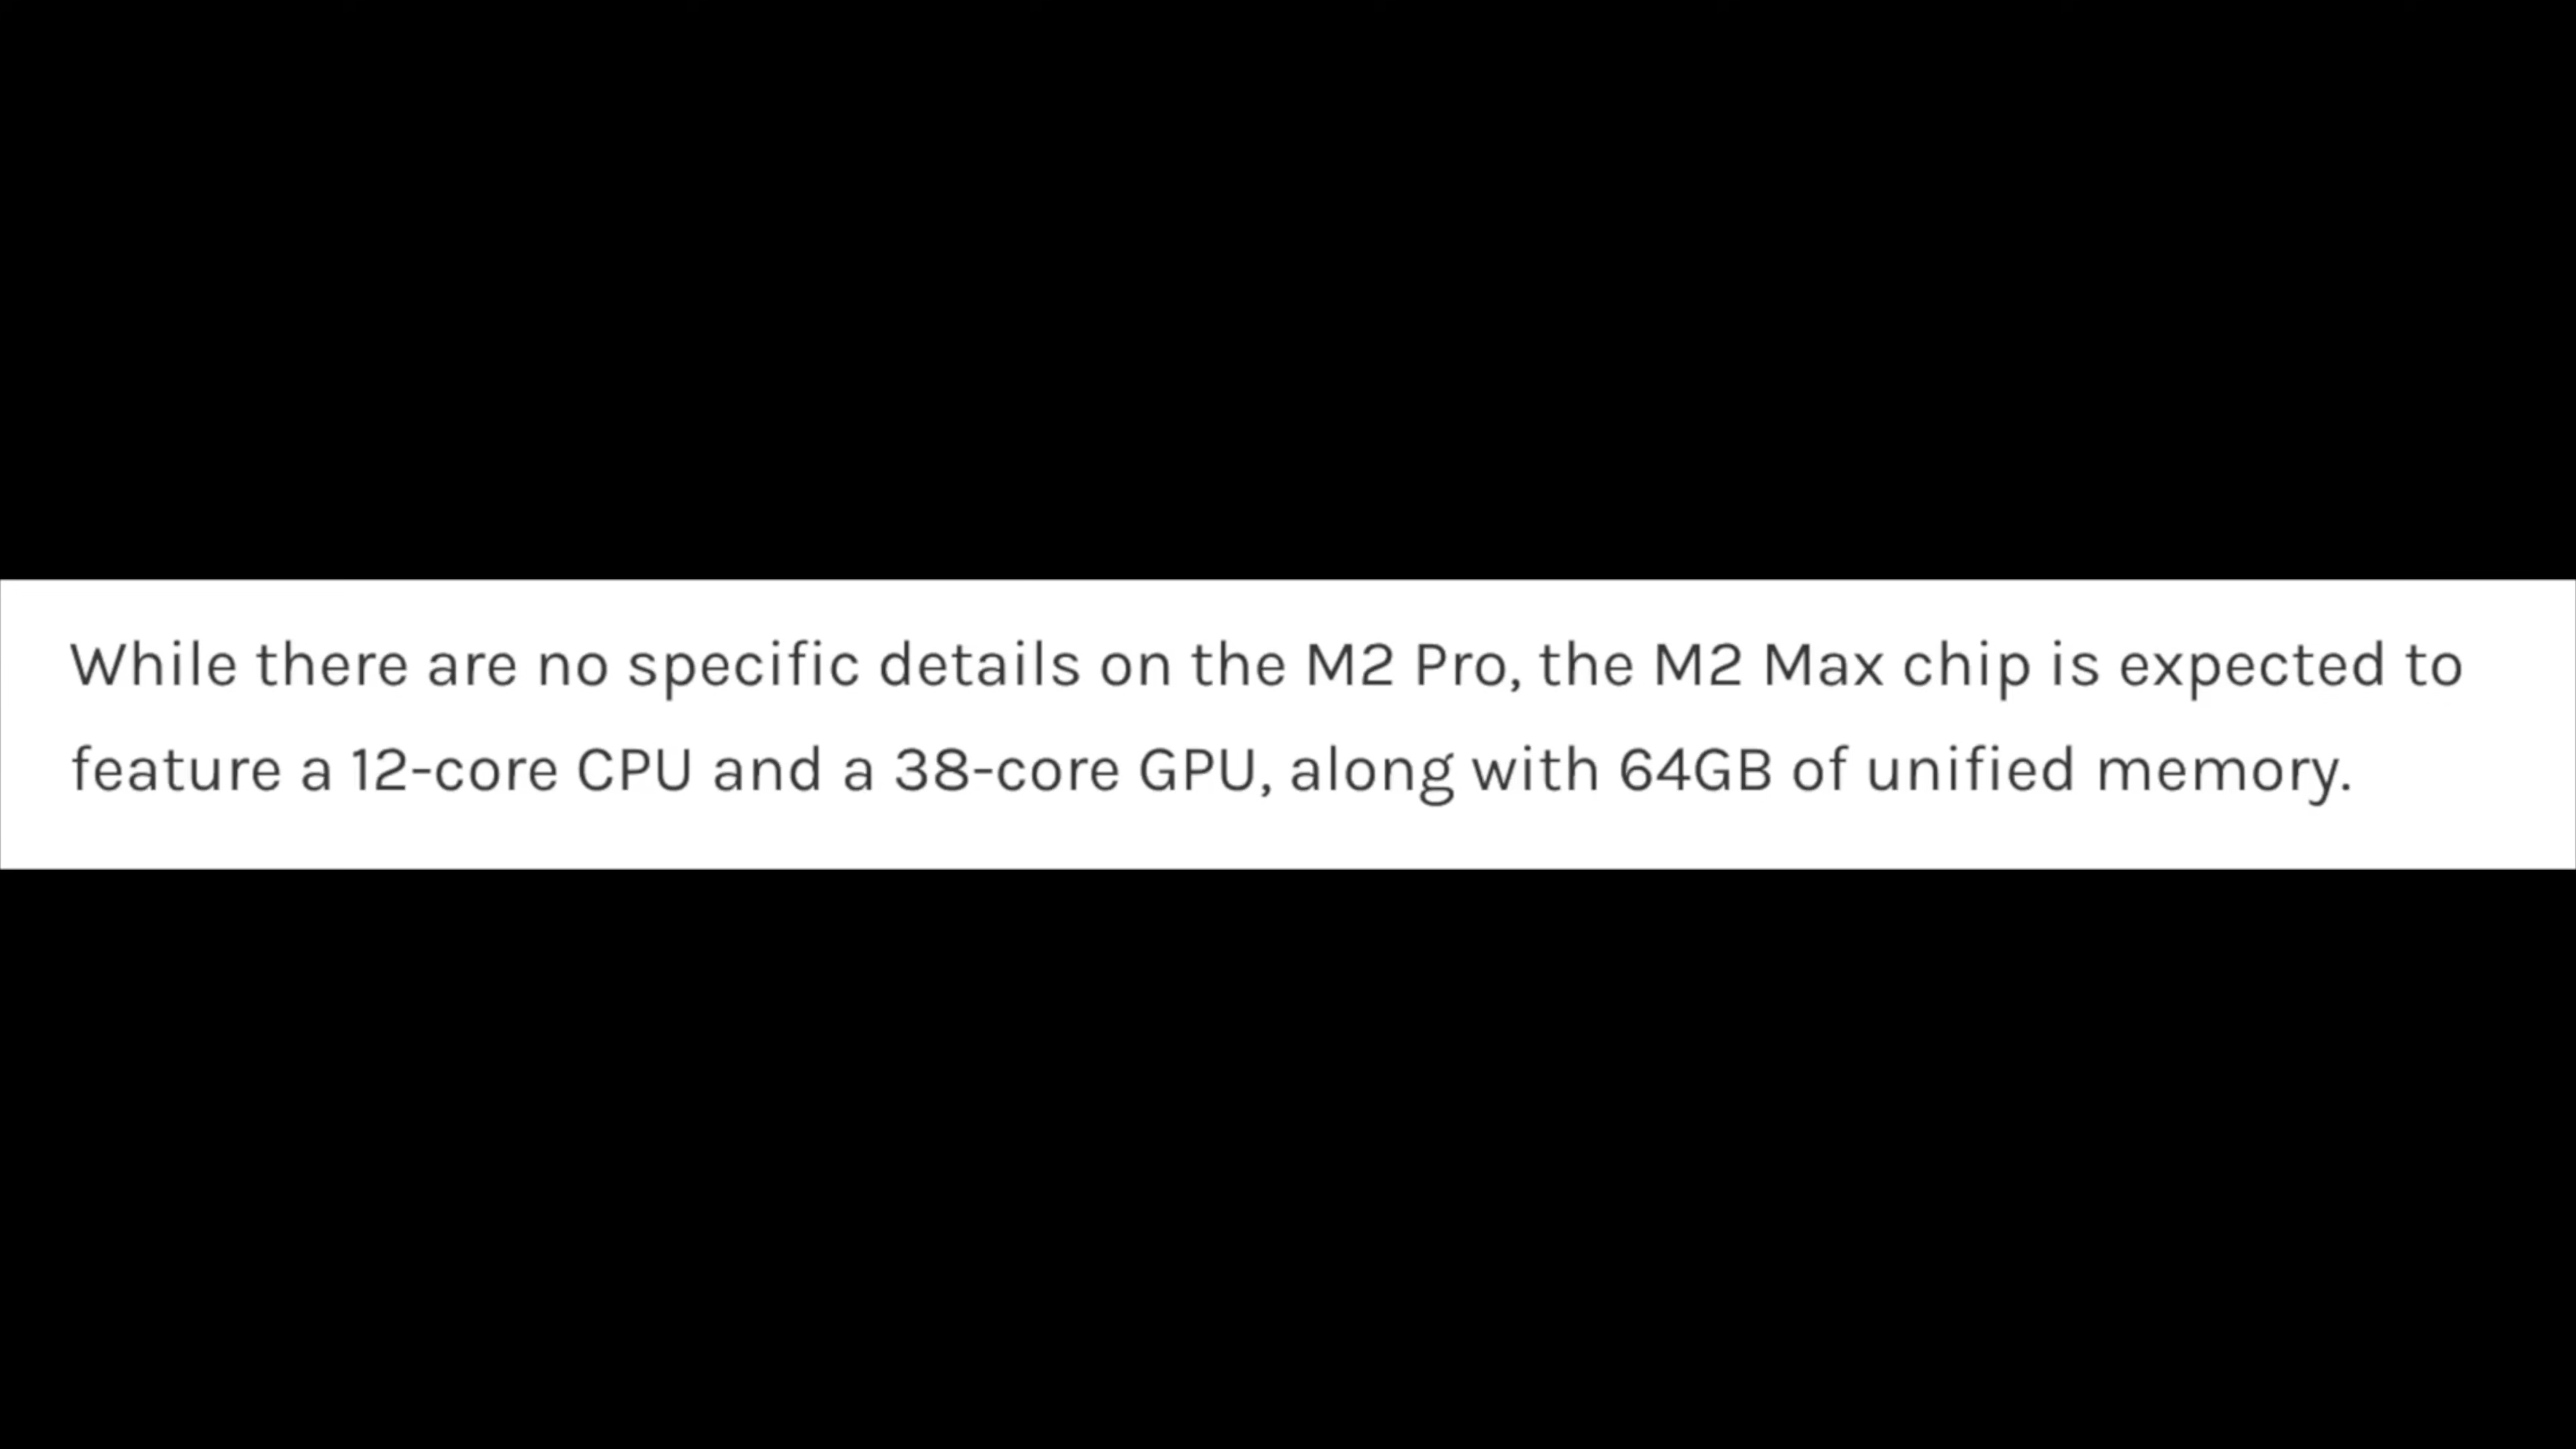 While there are no specific details on the M2 Pro, the M2 Max chip is expected to
feature a 12-core CPU and a 38-core GPU, along with 64GB of unified memory.